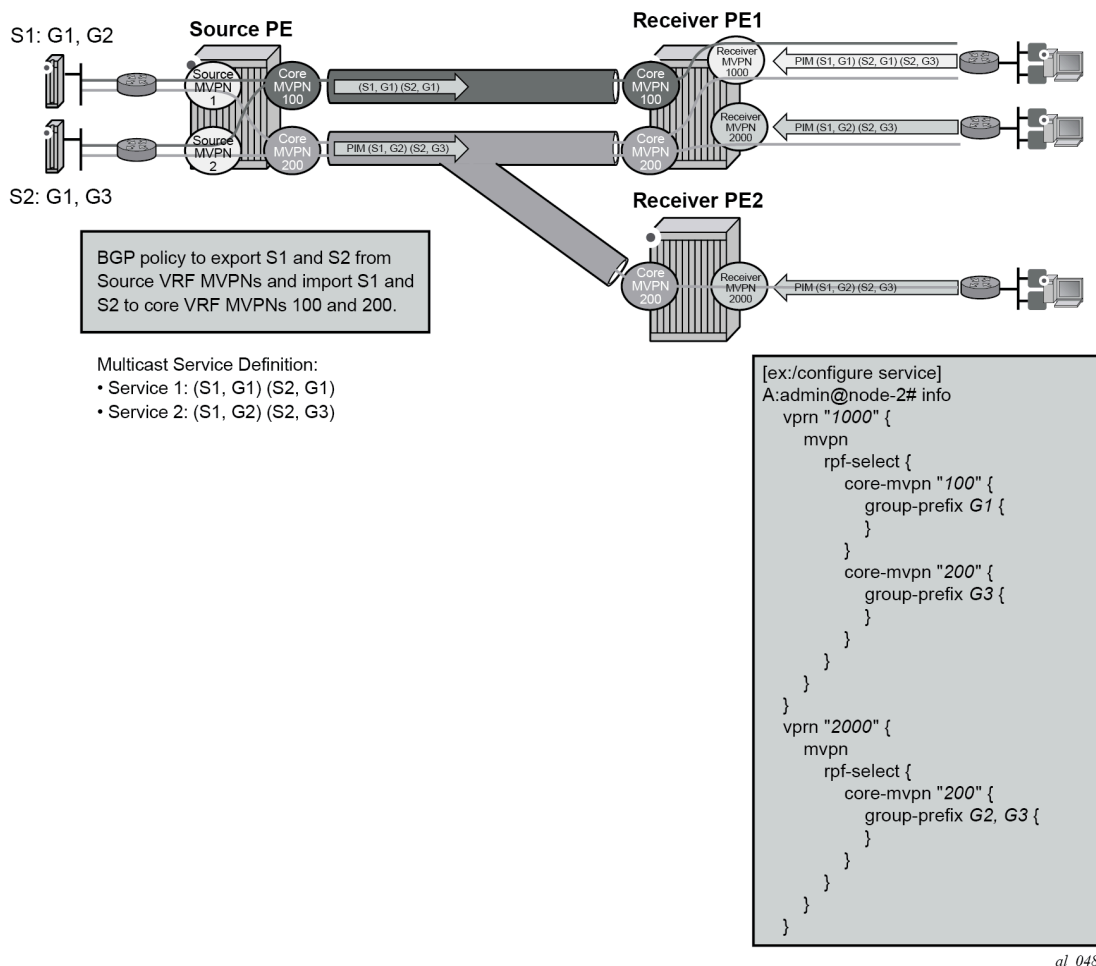 S1: G1, G2
Source PE
Receiver PE1
Source
MVPN
1
Core
MVPN
100
(S1, G1) (S2, G1)
Core
MVPN
100
Receiver
MVPN
1000
PIM (S1, G1) (S2, G1) (S2, G3)
Source
MVPN
2
Core
MVPN
200
PIM (S1, G2) (S2, G3)
Core
MVPN
200
Receiver
MVPN
2000
PIM (S1, G2) (S2, G3)
S2: G1, G3
Receiver PE2
Core
MVPN
200
Receiver
MVPN
2000
PIM (S1, G2) (S2, G3)
BGP policy to export S1 and S2 from
Source VRF MVPNs and import S1 and
S2 to core VRF MVPNs 100 and 200.
Multicast Service Definition:
• Service 1: (S1, G1) (S2, G1)
• Service 2: (S1, G2) (S2, G3)
[ex:/configure service]
A:admin@node-2# info
vprn "1000" {
mvpn
rpf-select {
core-mvpn "100" {
group-prefix G1 {
}
}
core-mvpn "200" {
group-prefix G3 {
}
}
}
}
}
vprn "2000" {
mvpn
rpf-select {
core-mvpn "200" {
group-prefix G2, G3 {
}
}
}
}
}